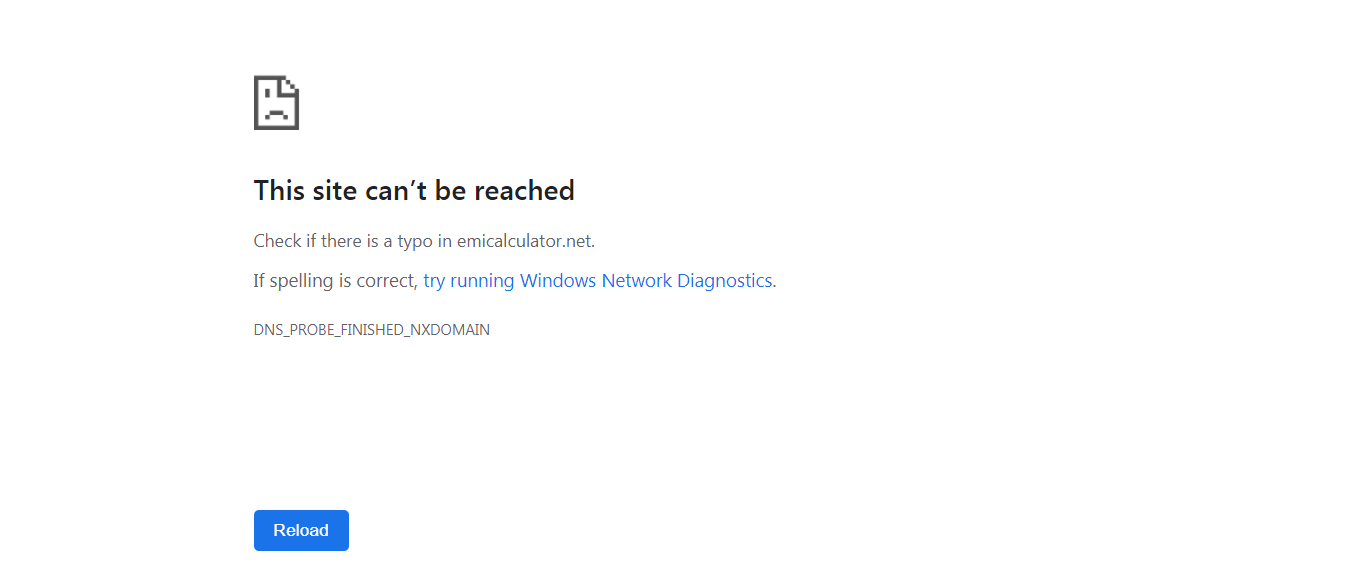 This site can’t be reached
Check if there is a typo in emicalculator.net.
If spelling is correct, try running Windows Network Diagnostics.
DNS_PROBE_FINISHED_NXDOMAIN
Reload